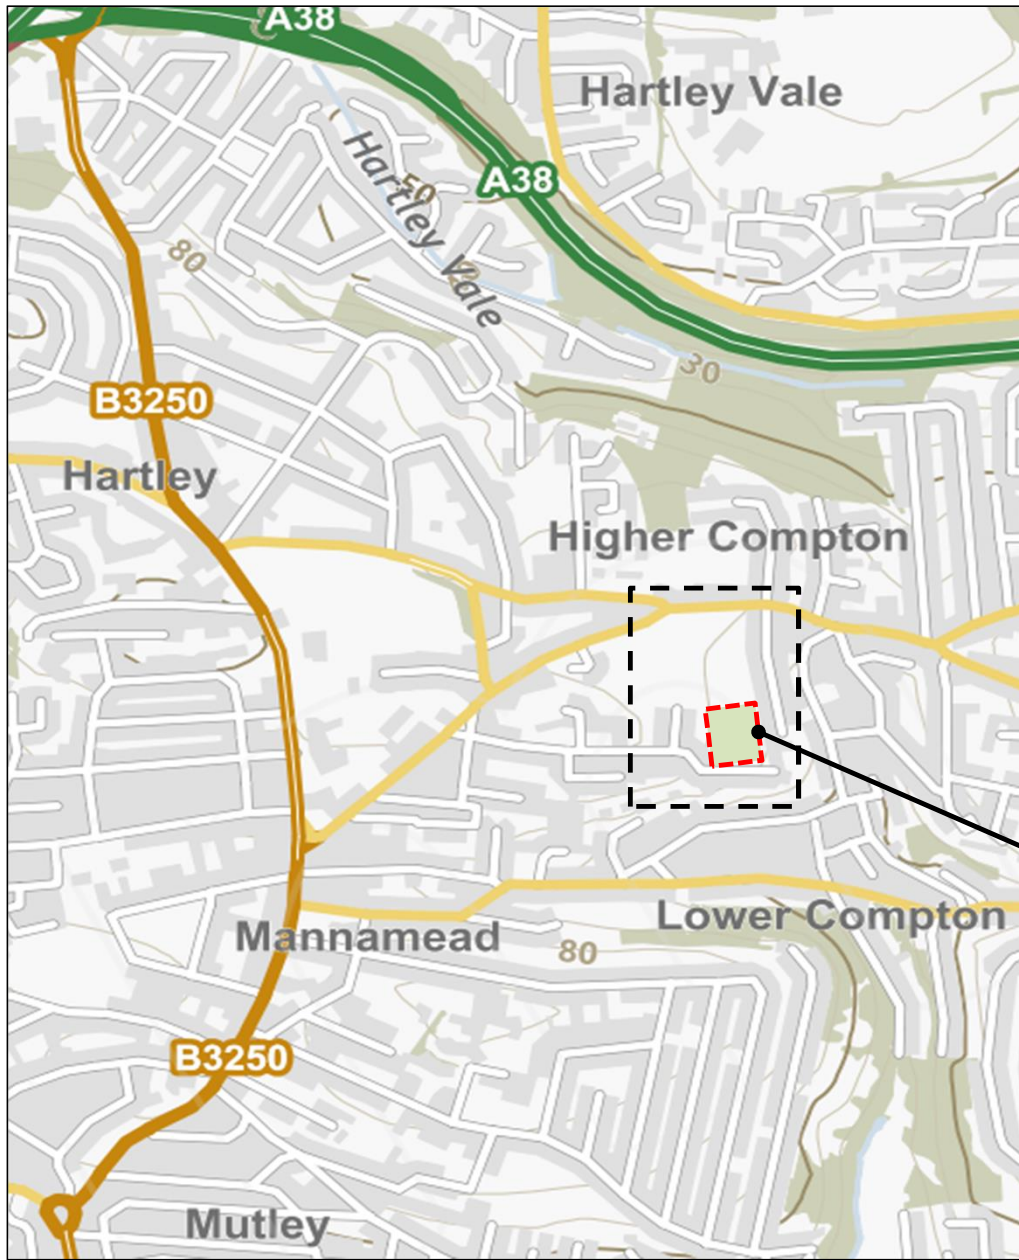 A38
Hartley Vale
Hartley Vale
50
A38
80
30
B3250
Hartley
Higher Compton
Lower Compton
Mannamead
80
B3250
Mutley